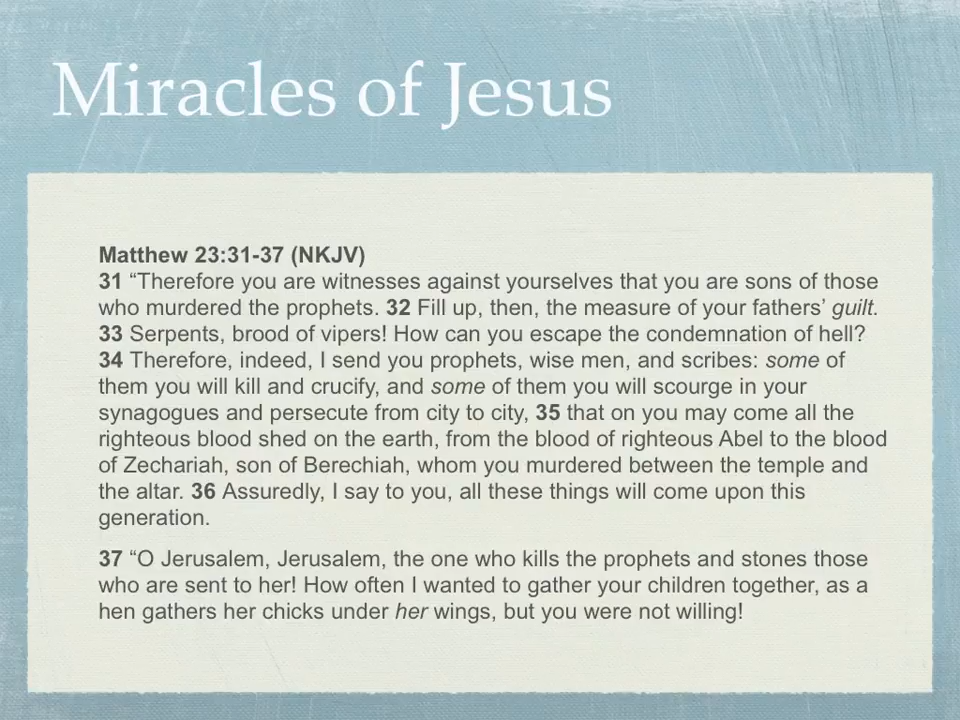 Miracles of Jesus
Matthew 23:31-37 (NKJV)
31 “Therefore you are witnesses against yourselves that you are sons of those
who murdered the prophets. 32 Fill up, then, the measure of your fathers’ guilt.
33 Serpents, brood of vipers! How can you escape the condemnation of hell?
34 Therefore, indeed, I send you prophets, wise men, and scribes: some of
them you will kill and crucify, and some of them you will scourge in your
synagogues and persecute from city to city, 35 that on you may come all the
righteous blood shed on the earth, from the blood of righteous Abel to the blood
of Zechariah, son of Berechiah, whom you murdered between the temple and
the altar. 36 Assuredly, I say to you, all these things will come upon this
generation.
37 “O Jerusalem, Jerusalem, the one who kills the prophets and stones those
who are sent to her! How often I wanted to gather your children together, as a
hen gathers her chicks under her wings, but you were not willing!